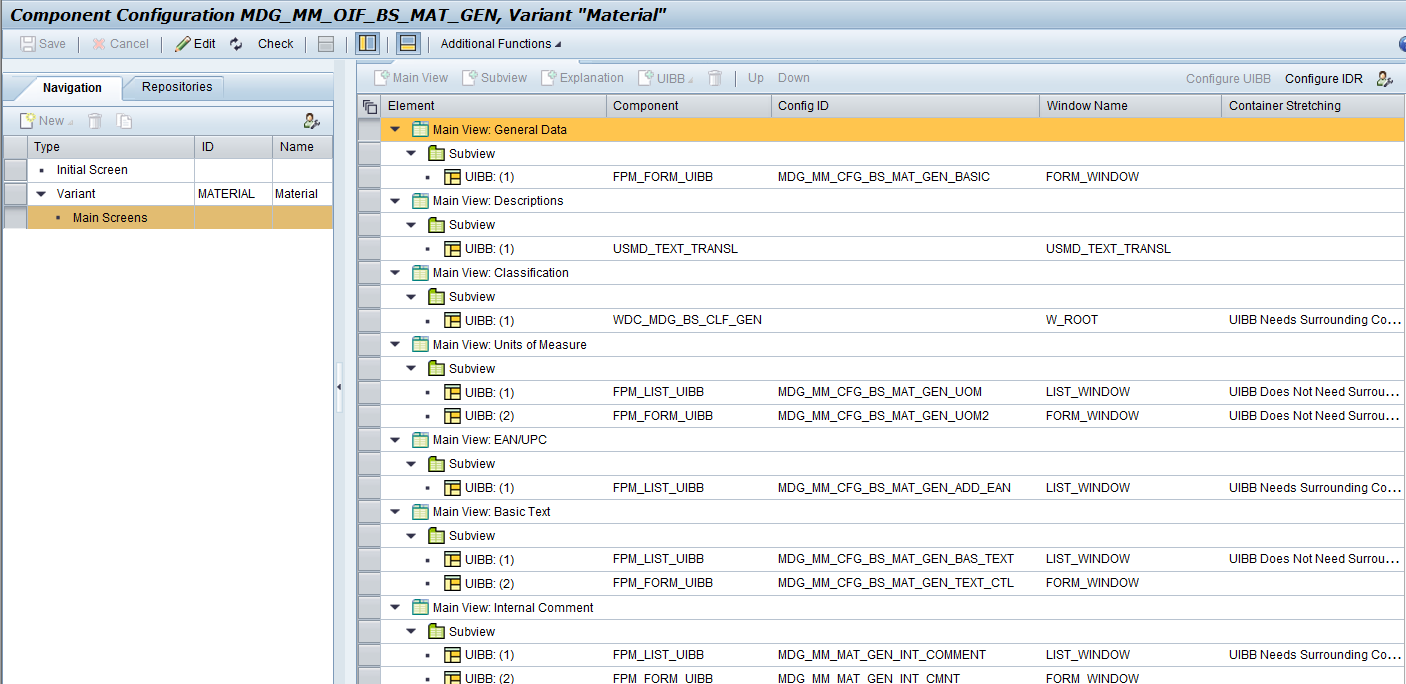 Component Configuration MDG_MM_OIF_BS_MAT_GEN, Variant "Material"
Save Cancel Edit Check Additional Functions
Navigation Repositories
New
Type ID Name
Initial Screen
Variant MATERIAL Material
Main Screens
Main View Subview Explanation UIBB Up Down Configure UIBB Configure IDR
Element Component Config ID Window Name Container Stretching
Main View: General Data
Subview
UIBB: (1) FPM_FORM_UIBB MDG_MM_CFG_BS_MAT_GEN_BASIC FORM_WINDOW
Main View: Descriptions
Subview
UIBB: (1) USMD_TEXT_TRANSL USMD_TEXT_TRANSL
Main View: Classification
Subview
UIBB: (1) WDC_MDG_BS_CLF_GEN W_ROOT UIBB Needs Surrounding Co...
Main View: Units of Measure
Subview
UIBB: (1) FPM_LIST_UIBB MDG_MM_CFG_BS_MAT_GEN_UOM LIST_WINDOW UIBB Does Not Need Surrou...
UIBB: (2) FPM_FORM_UIBB MDG_MM_CFG_BS_MAT_GEN_UOM2 FORM_WINDOW UIBB Does Not Need Surrou...
Main View: EAN/UPC
Subview
UIBB: (1) FPM_LIST_UIBB MDG_MM_CFG_BS_MAT_GEN_ADD_EAN LIST_WINDOW UIBB Needs Surrounding Co...
Main View: Basic Text
Subview
UIBB: (1) FPM_LIST_UIBB MDG_MM_CFG_BS_MAT_GEN_BAS_TEXT LIST_WINDOW UIBB Does Not Need Surrou...
UIBB: (2) FPM_FORM_UIBB MDG_MM_CFG_BS_MAT_GEN_TEXT_CTL FORM_WINDOW
Main View: Internal Comment
Subview
UIBB: (1) FPM_LIST_UIBB MDG_MM_MAT_GEN_INT_COMMENT LIST_WINDOW UIBB Needs Surrounding Co...
UIBB: (2) FPM_FORM_UIBB MDG_MM_MAT_GEN_INT_CMNT FORM_WINDOW